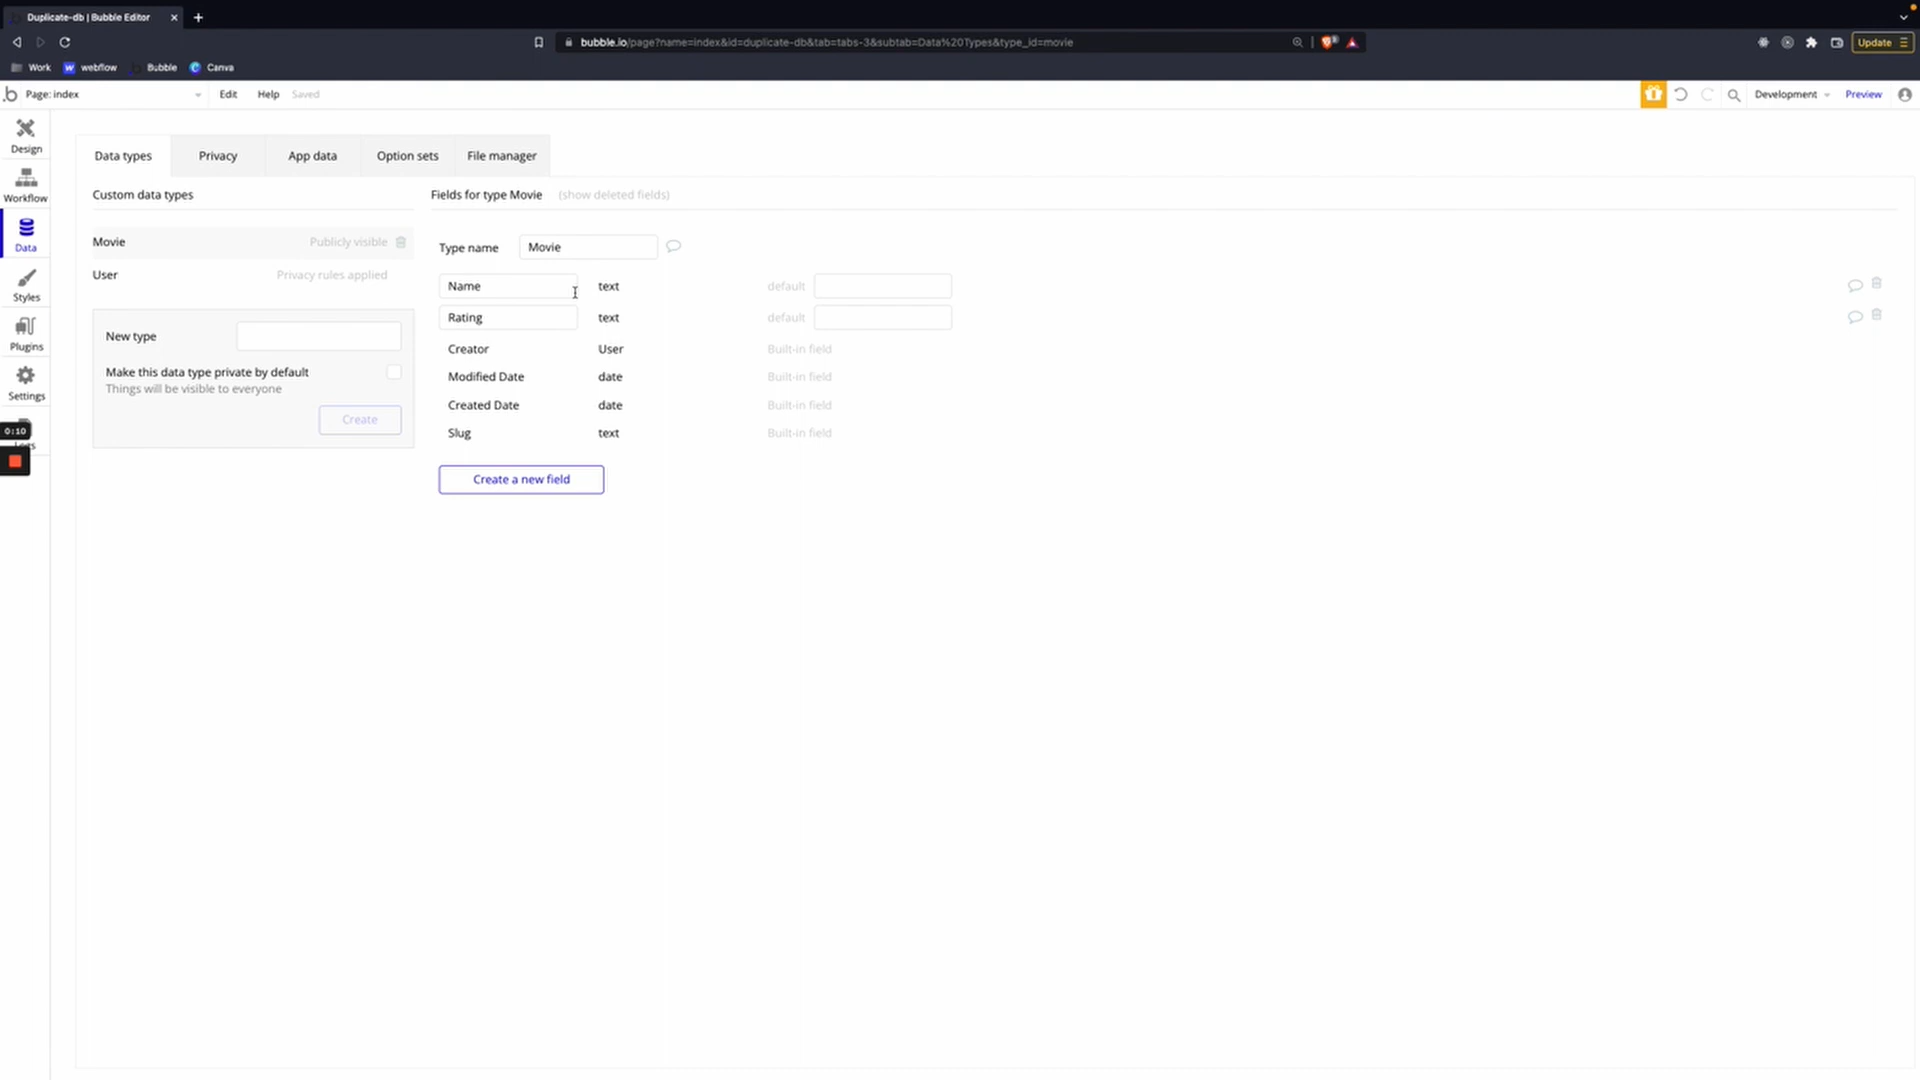 Duplicate-db | Bubble Editor
bubble.io/page?name=index&id=duplicate-db&tab=tabs-3&subtab=Data%20Types&type_id=movie
Update
Work webflow Bubble Canva
Page: index Edit Help Saved Development Preview
Design
Workflow
Data
Styles
Plugins
Settings
0:10
Data types Privacy App data Option sets File manager
Custom data types
Movie Publicly visible
User Privacy rules applied
New type
Make this data type private by default
Things will be visible to everyone
Create
Fields for type Movie (show deleted fields)
Type name Movie
Name text default
Rating text default
Creator User Built-in field
Modified Date date Built-in field
Created Date date Built-in field
Slug text Built-in field
Create a new field